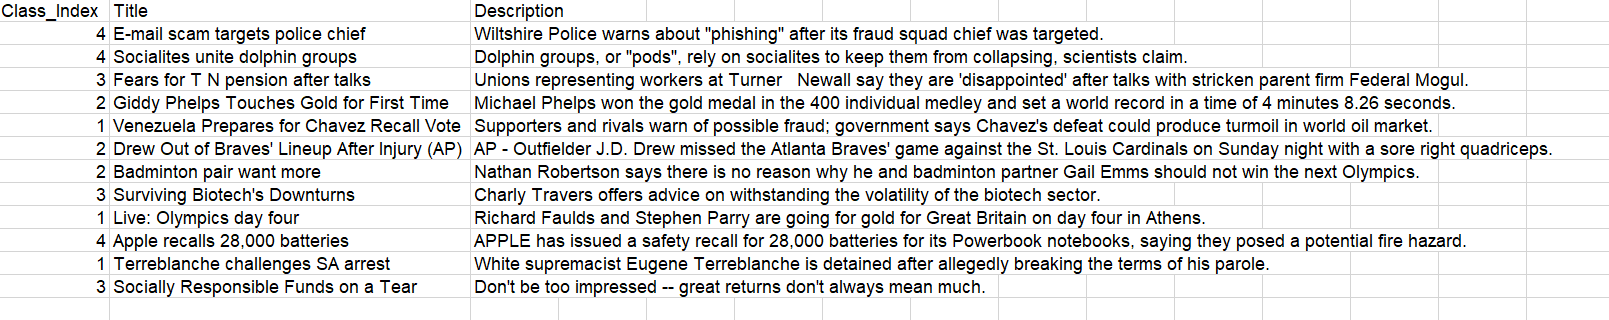 Class_Index Title Description
4 E-mail scam targets police chief Wiltshire Police warns about "phishing" after its fraud squad chief was targeted.
4 Socialites unite dolphin groups Dolphin groups, or "pods", rely on socialites to keep them from collapsing, scientists claim.
3 Fears for T N pension after talks Unions representing workers at Turner   Newall say they are 'disappointed' after talks with stricken parent firm Federal Mogul.
2 Giddy Phelps Touches Gold for First Time Michael Phelps won the gold medal in the 400 individual medley and set a world record in a time of 4 minutes 8.26 seconds.
1 Venezuela Prepares for Chavez Recall Vote Supporters and rivals warn of possible fraud; government says Chavez's defeat could produce turmoil in world oil market.
2 Drew Out of Braves' Lineup After Injury (AP) AP - Outfielder J.D. Drew missed the Atlanta Braves' game against the St. Louis Cardinals on Sunday night with a sore right quadriceps.
2 Badminton pair want more Nathan Robertson says there is no reason why he and badminton partner Gail Emms should not win the next Olympics.
3 Surviving Biotech's Downturns Charly Travers offers advice on withstanding the volatility of the biotech sector.
1 Live: Olympics day four Richard Faulds and Stephen Parry are going for gold for Great Britain on day four in Athens.
4 Apple recalls 28,000 batteries APPLE has issued a safety recall for 28,000 batteries for its Powerbook notebooks, saying they posed a potential fire hazard.
1 Terreblanche challenges SA arrest White supremacist Eugene Terreblanche is detained after allegedly breaking the terms of his parole.
3 Socially Responsible Funds on a Tear Don't be too impressed -- great returns don't always mean much.